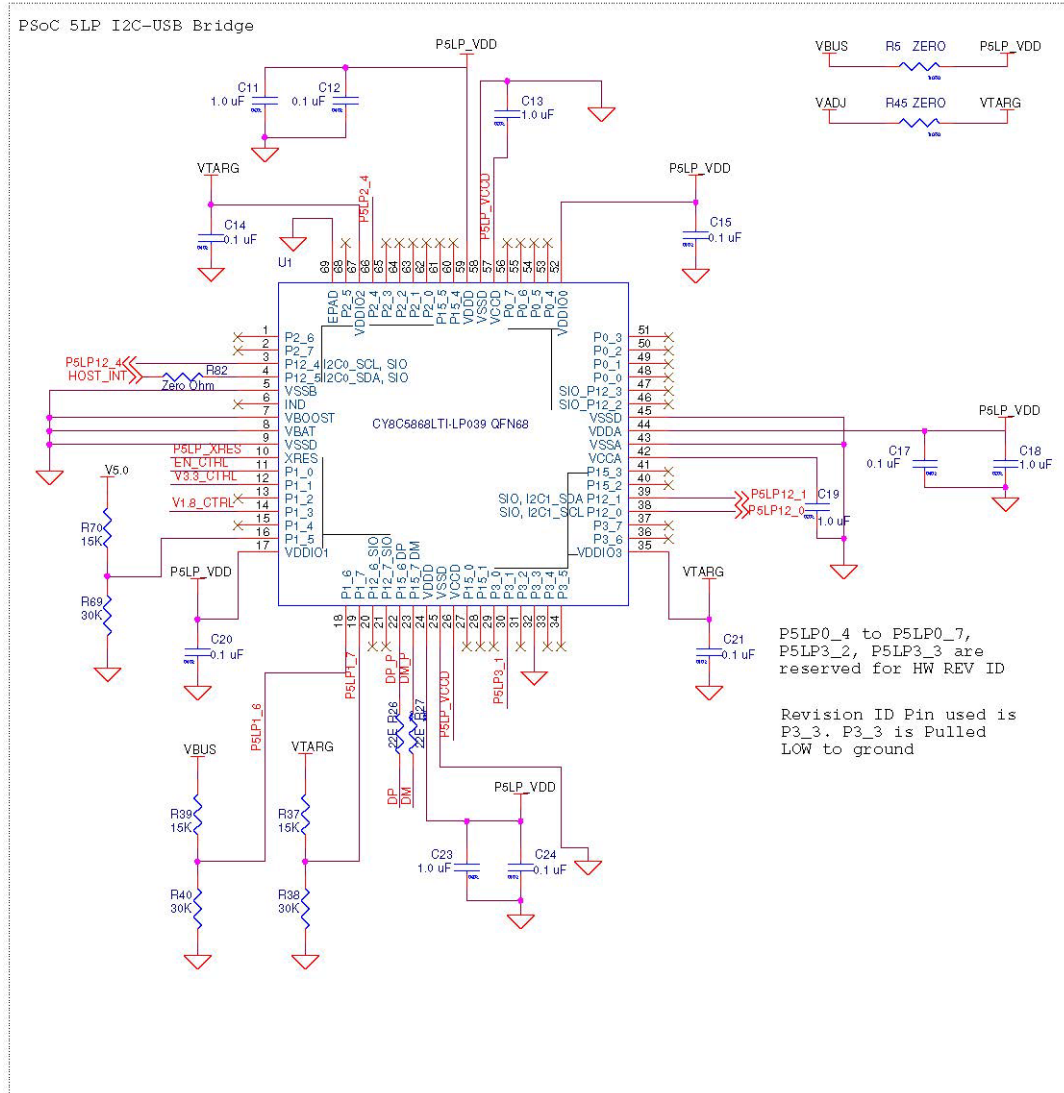 PSoC 5LP I2C-USB Bridge
P5LP_VDD
VBUS
R5 ZERO
P5LP_VDD
C11
1.0 uF
C12
0.1 uF
C13
1.0 uF
VADJ
R45 ZERO
VTARG
VTARG
P5LP2_4
P5LP_VCCD
P5LP_VDD
C14
0.1 uF
C15
0.1 uF
U1
69
68
67
66
65
64
63
62
61
60
59
58
57
56
55
54
53
52
EPAD
P2_5
VDDIO2
P2_4
P2_3
P2_2
P2_1
P2_0
P15_5
P15_4
VDDD
VSSD
VCCD
P0_7
P0_6
P0_5
P0_4
VDDIO0
1 P2_6
2 P2_7
P5LP12_4 3 P12_4 I2C0_SCL, SIO
HOST_INT R82 Zero Ohm 4 P12_5 I2C0_SDA, SIO
5 VSSB
6 IND
7 VBOOST
8 VBAT
9 VSSD
P5LP_XRES 10 XRES
EN_CTRL 11 P1_0
V3.3_CTRL 12 P1_1
13 P1_2
V1.8_CTRL 14 P1_3
15 P1_4
16 P1_5
17 VDDIO1
CY8C5868LTI-LP039 QFN68
P0_3 51
P0_2 50
P0_1 49
P0_0 48
SIO_P12_3 47
SIO_P12_2 46
VSSD 45
VDDA 44
VSSA 43
VCCA 42
P15_3 41
P15_2 40
SIO, I2C1_SDA P12_1 39 P5LP12_1
SIO, I2C1_SCL P12_0 38 P5LP12_0
P3_7 37
P3_6 36
VDDIO3 35
P5LP_VDD
C17
0.1 uF
C18
1.0 uF
C19
1.0 uF
V5.0
R70
15K
R69
30K
P5LP_VDD
C20
0.1 uF
VTARG
C21
0.1 uF
P1_6
P1_7
P12_6_SIO
P12_7_SIO
P15_6 DP
P15_7 DM
VDDD
VSSD
VCCD
P15_0
P15_1
P3_0
P3_1
P3_2
P3_3
P3_4
P3_5
18
19
20
21
22
23
24
25
26
27
28
29
30
31
32
33
34
P5LP1_6
P5LP1_7
DP_P
DM_P
P5LP_VCCD
P5LP3_1
22E R26
22E R27
DP
DM
VBUS
R39
15K
R40
30K
VTARG
R37
15K
R38
30K
P5LP_VDD
C23
1.0 uF
C24
0.1 uF
P5LP0_4 to P5LP0_7,
P5LP3_2, P5LP3_3 are
reserved for HW REV ID
Revision ID Pin used is
P3_3. P3_3 is Pulled
LOW to ground